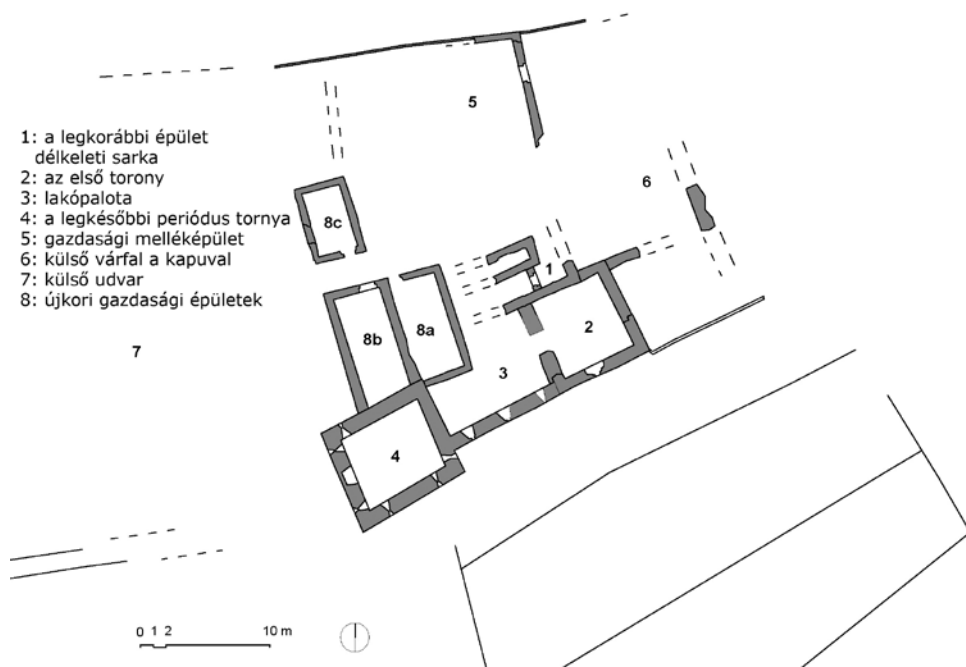 5
1: a legkorábbi épület
délkeleti sarka
2: az első torony
3: lakópalota
4: a legkésőbbi periódus tornya
5: gazdasági melléképület
6: külső várfal a kapuval
7: külső udvar
8: újkori gazdasági épületek
6
8c
1
2
8a
8b
7
3
4
0 1 2 10 m